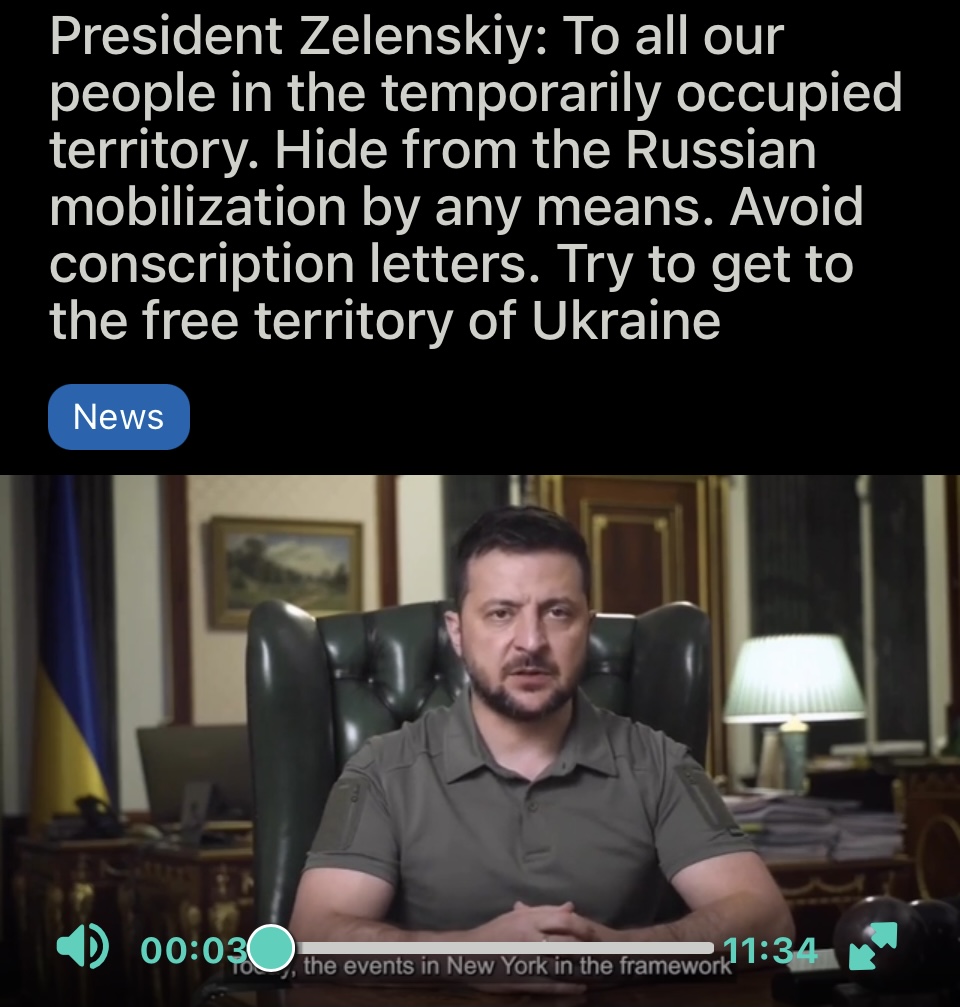 President Zelenskiy: To all our
people in the temporarily occupied
territory. Hide from the Russian
mobilization by any means. Avoid
conscription letters. Try to get to
the free territory of Ukraine
News
00:03
11:34
the events in New York in the framework